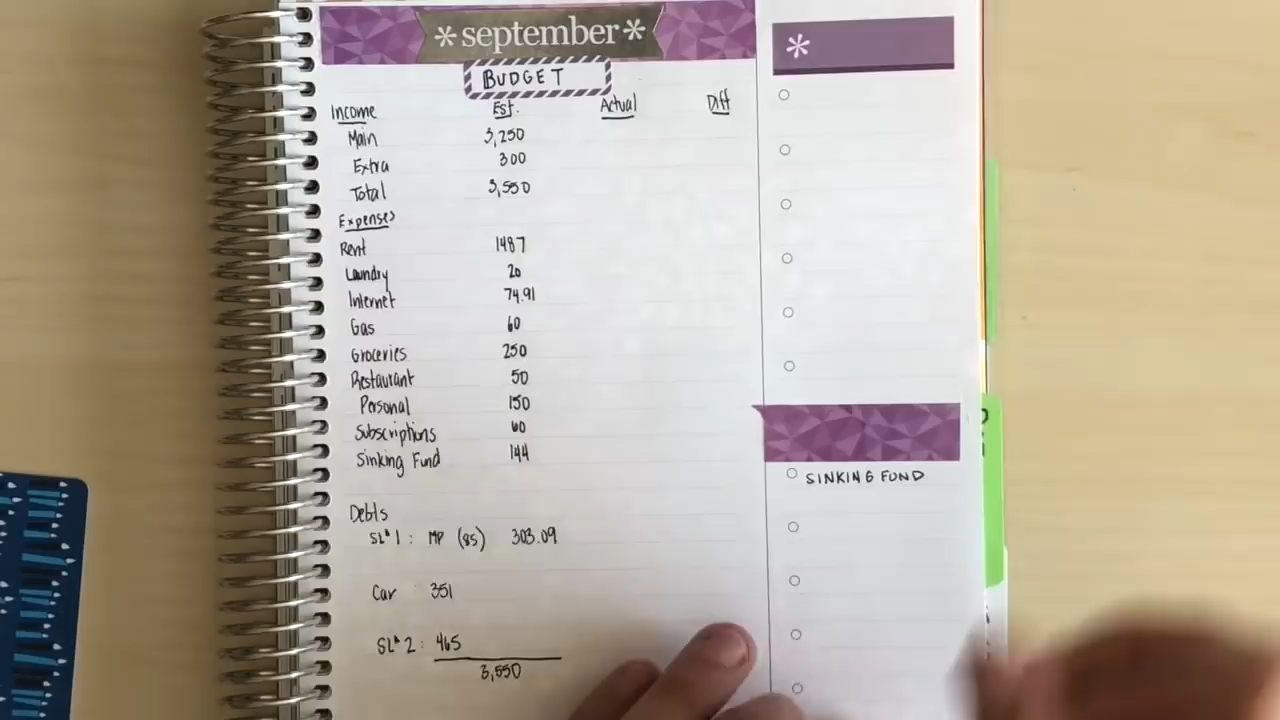 *september*
BUDGET
Income Est. Actual Diff
Main 3,250
Extra 300
Total 3,550
Expenses
Rent 1487
Laundry 20
Internet 74.91
Gas 60
Groceries 250
Restaurant 50
Personal 150
Subscriptions 60
Sinking Fund 144
Debts
SL#1: MP (85) 303.09
Car 351
SL#2: 465
3,550
*
SINKING FUND